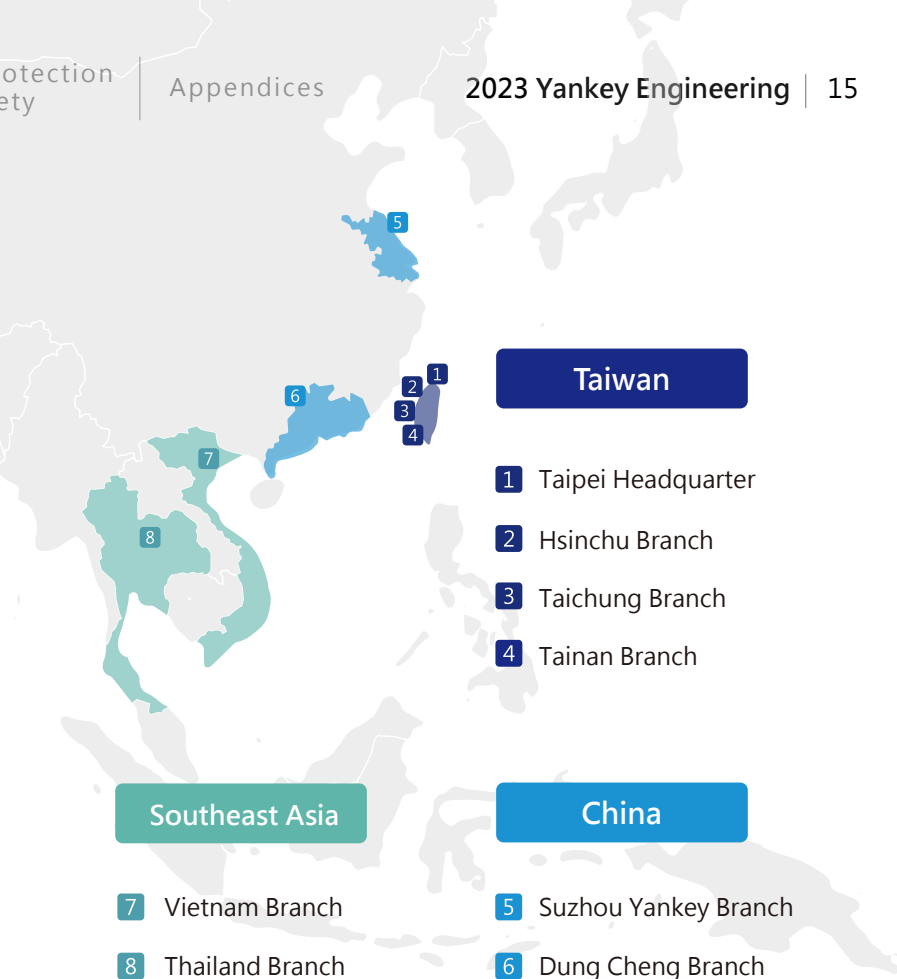 Appendices
2023 Yankey Engineering | 15
5
1
2
6
3
4
7
8
Taiwan
1 Taipei Headquarter
2 Hsinchu Branch
3 Taichung Branch
4 Tainan Branch
Southeast Asia
7 Vietnam Branch
8 Thailand Branch
China
5 Suzhou Yankey Branch
6 Dung Cheng Branch